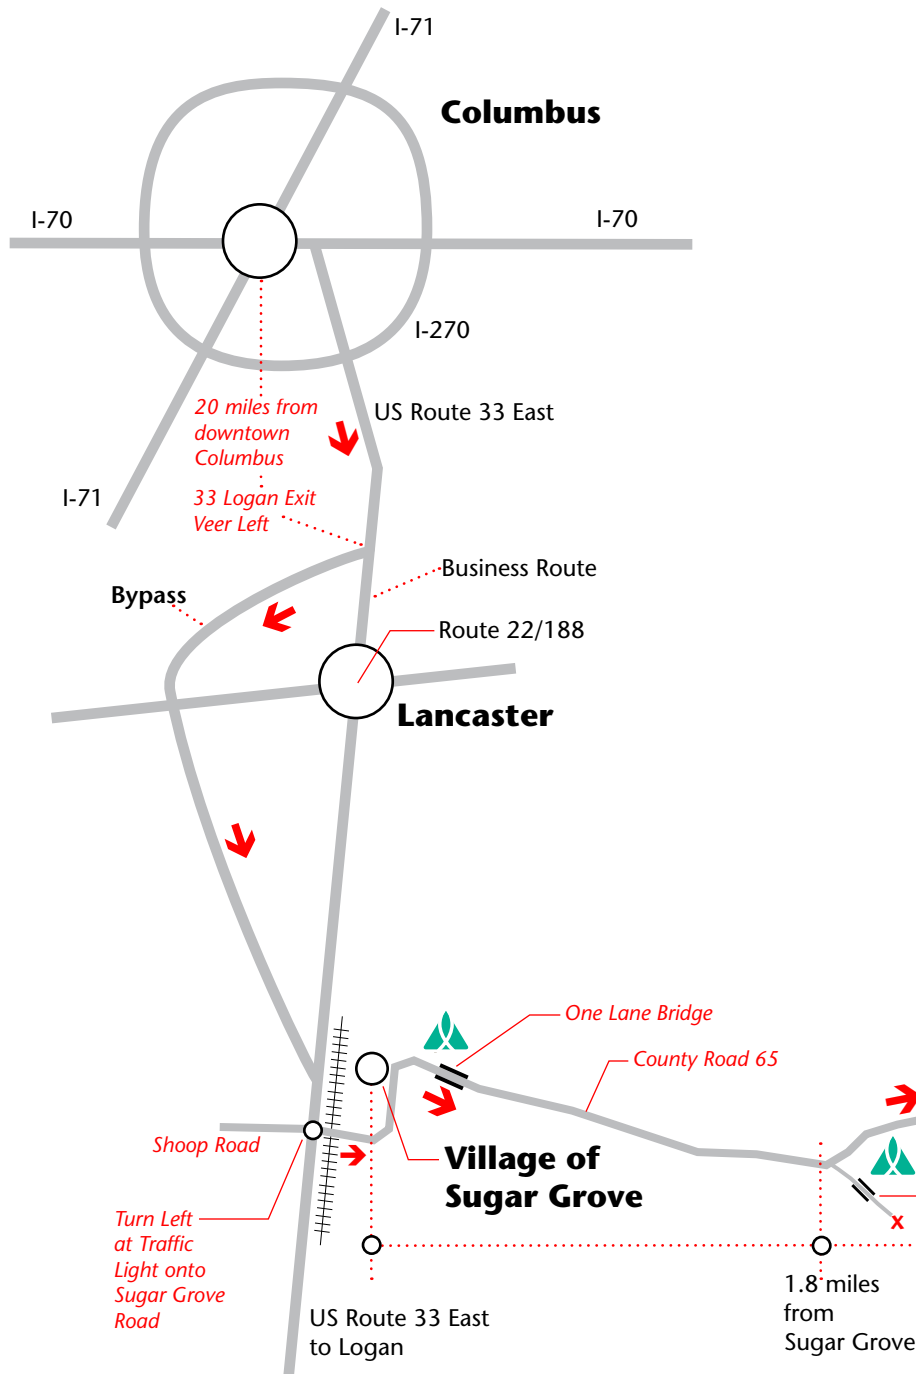 I-71
Columbus
I-70
I-70
I-270
20 miles from
downtown
Columbus
US Route 33 East
I-71
33 Logan Exit
Veer Left
Business Route
Bypass
Route 22/188
Lancaster
One Lane Bridge
County Road 65
Shoop Road
Village of
Sugar Grove
x
Turn Left
at Traffic
Light onto
Sugar Grove
Road
US Route 33 East
to Logan
1.8 miles
from
Sugar Grove